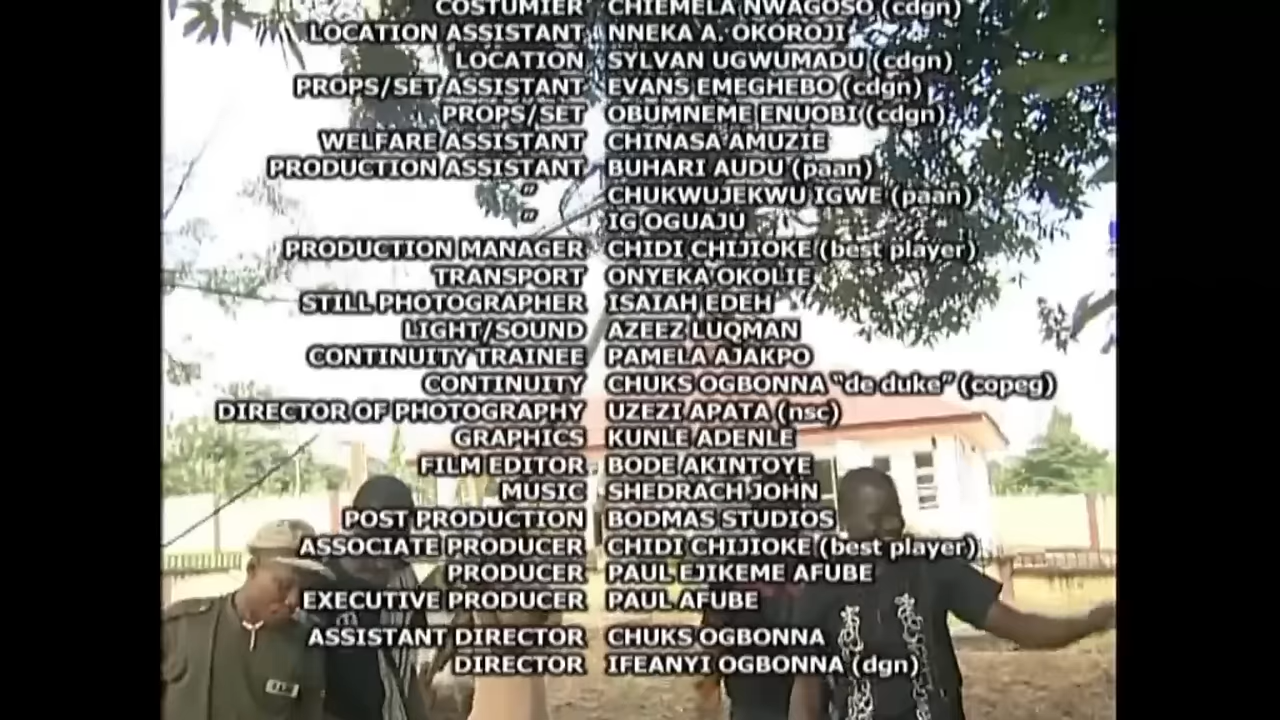 COSTUMIER CHIEMELA NWAGOSO (cdgn)
LOCATION ASSISTANT NNEKA A. OKOROJI
LOCATION SYLVAN UGWUMADU (cdgn)
PROPS/SET ASSISTANT EVANS EMEGHEBO (cdgn)
PROPS/SET OBUMNEME ENUOBI (cdgn)
WELFARE ASSISTANT CHINASA AMUZIE
PRODUCTION ASSISTANT BUHARI AUDU (paan)
" CHUKWUJEKWU IGWE (paan)
" IG OGUAJU
PRODUCTION MANAGER CHIDI CHIJIOKE (best player)
TRANSPORT ONYEKA OKOLIE
STILL PHOTOGRAPHER ISAIAH EDEH
LIGHT/SOUND AZEEZ LUQMAN
CONTINUITY TRAINEE PAMELA AJAKPO
CONTINUITY CHUKS OGBONNA "de duke" (copeg)
DIRECTOR OF PHOTOGRAPHY UZEZI APATA (nsc)
GRAPHICS KUNLE ADENLE
FILM EDITOR BODE AKINTOYE
MUSIC SHEDRACH JOHN
POST PRODUCTION BODMAS STUDIOS
ASSOCIATE PRODUCER CHIDI CHIJIOKE (best player)
PRODUCER PAUL EJIKEME AFUBE
EXECUTIVE PRODUCER PAUL AFUBE
ASSISTANT DIRECTOR CHUKS OGBONNA
DIRECTOR IFEANYI OGBONNA (dgn)